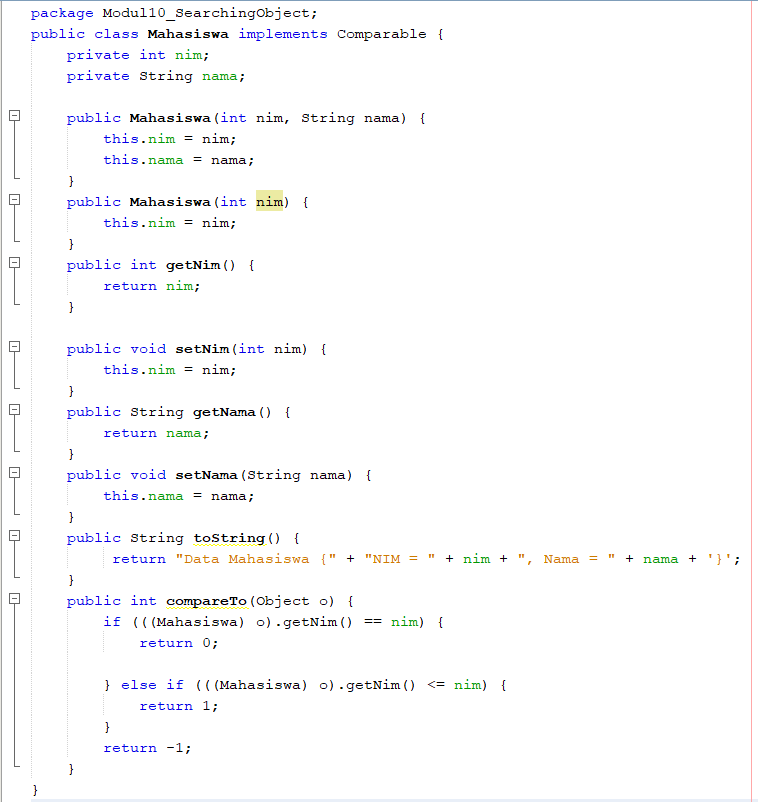 package Modul10_SearchingObject;
public class Mahasiswa implements Comparable {
    private int nim;
    private String nama;

    public Mahasiswa(int nim, String nama) {
        this.nim = nim;
        this.nama = nama;
    }
    public Mahasiswa(int nim) {
        this.nim = nim;
    }
    public int getNim() {
        return nim;
    }

    public void setNim(int nim) {
        this.nim = nim;
    }
    public String getNama() {
        return nama;
    }
    public void setNama(String nama) {
        this.nama = nama;
    }
    public String toString() {
         return "Data Mahasiswa {" + "NIM = " + nim + ", Nama = " + nama + '}';
    }
    public int compareTo(Object o) {
        if (((Mahasiswa) o).getNim() == nim) {
            return 0;

        } else if (((Mahasiswa) o).getNim() <= nim) {
            return 1;
        }
        return -1;
    }
}